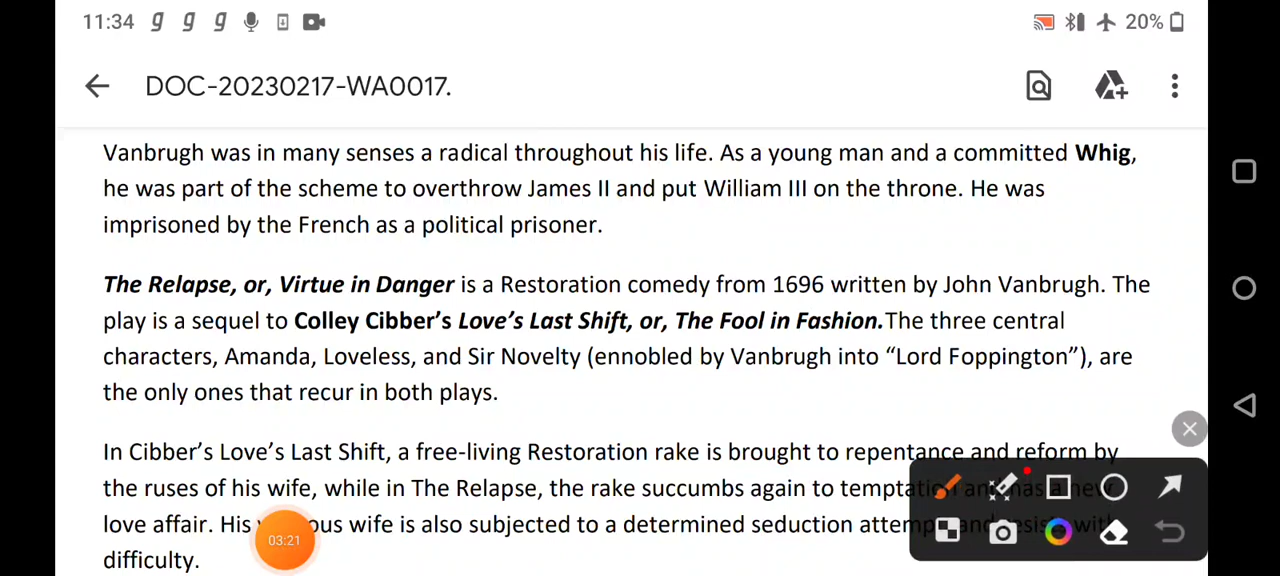 11:34 g g g 20%
DOC-20230217-WA0017.
Vanbrugh was in many senses a radical throughout his life. As a young man and a committed Whig,
he was part of the scheme to overthrow James II and put William III on the throne. He was
imprisoned by the French as a political prisoner.
The Relapse, or, Virtue in Danger is a Restoration comedy from 1696 written by John Vanbrugh. The
play is a sequel to Colley Cibber's Love's Last Shift, or, The Fool in Fashion.The three central
characters, Amanda, Loveless, and Sir Novelty (ennobled by Vanbrugh into “Lord Foppington”), are
the only ones that recur in both plays.
In Cibber's Love's Last Shift, a free-living Restoration rake is brought to repentance and reform by
the ruses of his wife, while in The Relapse, the rake succumbs again to temptation and has a new
love affair. His wife is also subjected to a determined seduction with
03:21
difficulty.